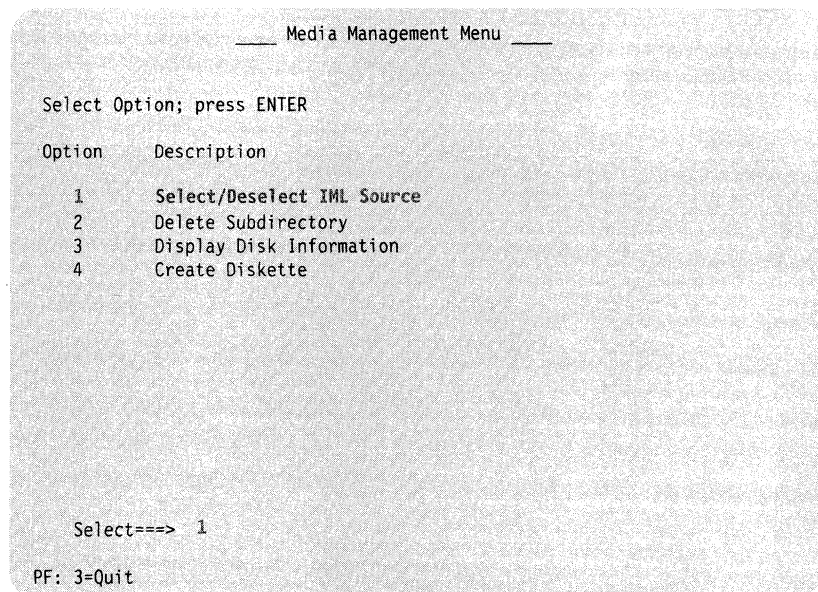 ____ Media Management Menu ____
Select Option; press ENTER
Option Description
1 Select/Deselect IML Source
2 Delete Subdirectory
3 Display Disk Information
4 Create Diskette
Select===> 1
PF: 3=Quit